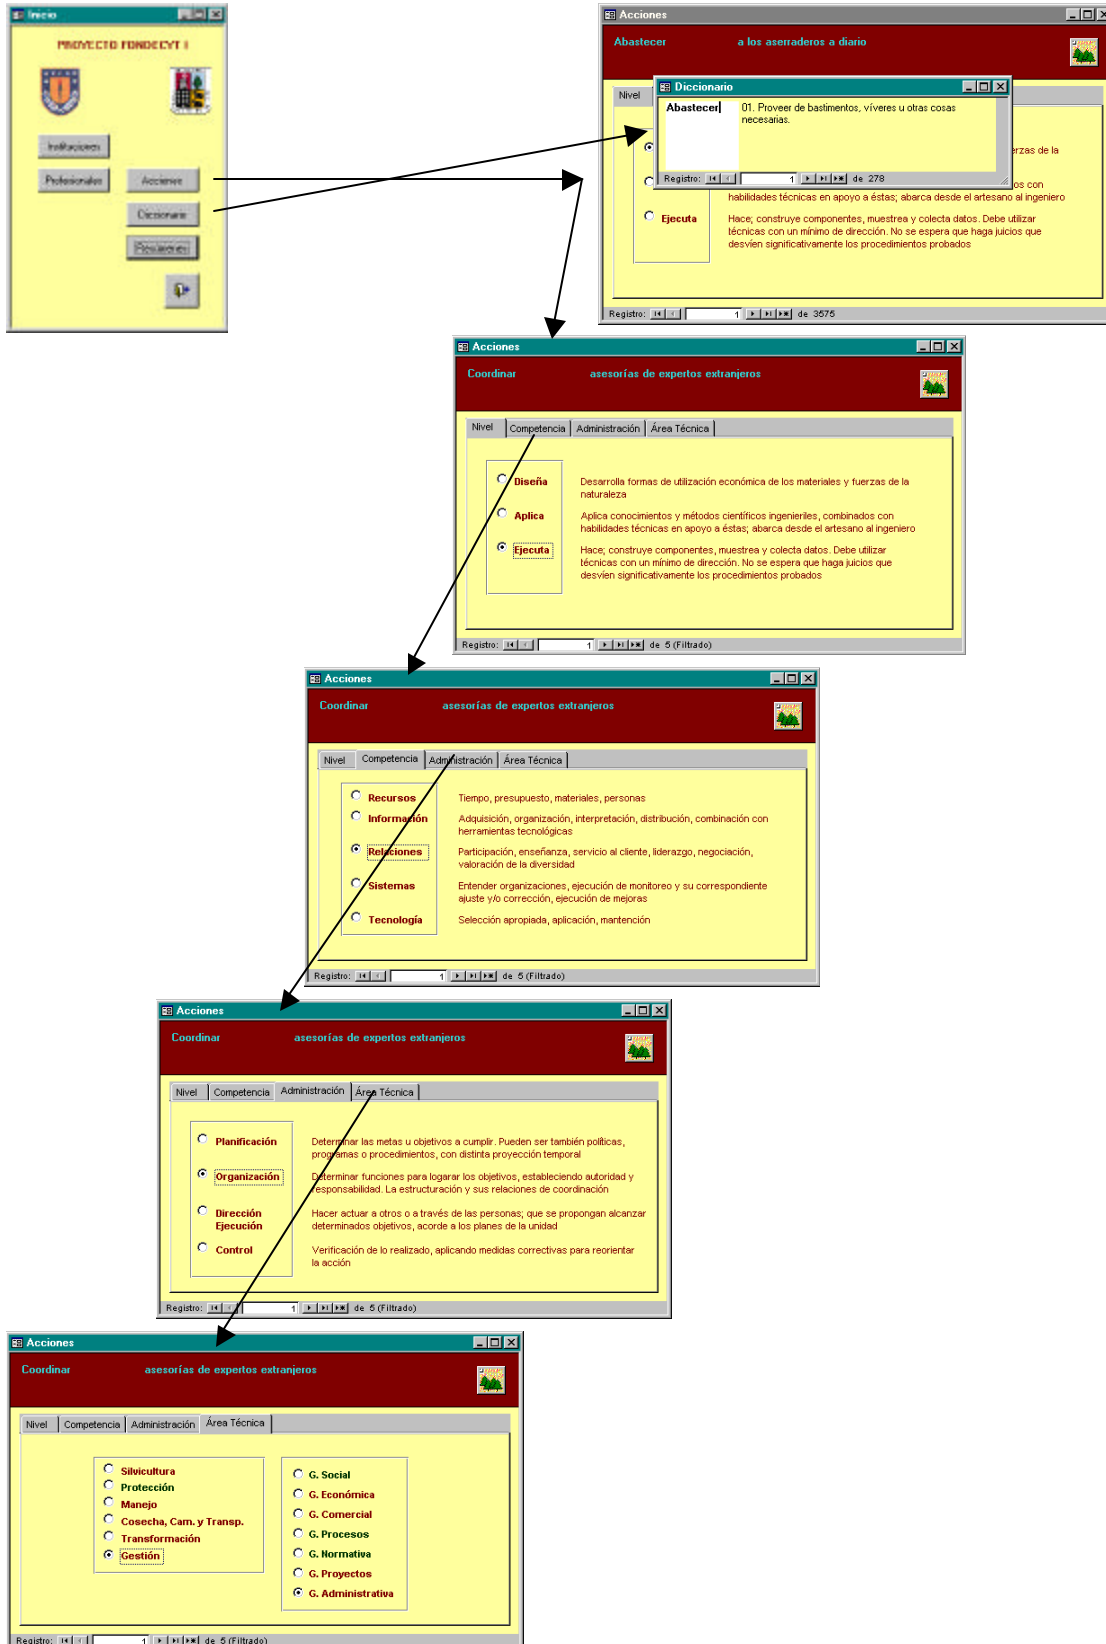 Inicio
PROYECTO FONDECYT I
Instituciones
Profesionales
Acciones
Diccionario
Resúmenes
Acciones
Abastecer a los aserraderos a diario
Nivel
Diccionario
Abastecer 01. Proveer de bastimentos, víveres u otras cosas
necesarias.
Registro: 1 de 278
erzas de la
os con
habilidades técnicas en apoyo a éstas; abarca desde el artesano al ingeniero
Ejecuta Hace; construye componentes, muestrea y colecta datos. Debe utilizar
técnicas con un mínimo de dirección. No se espera que haga juicios que
desvíen significativamente los procedimientos probados
Registro: 1 de 3575
Acciones
Coordinar asesorías de expertos extranjeros
Nivel Competencia Administración Área Técnica
Diseña Desarrolla formas de utilización económica de los materiales y fuerzas de la
naturaleza
Aplica Aplica conocimientos y métodos científicos ingenieriles, combinados con
habilidades técnicas en apoyo a éstas; abarca desde el artesano al ingeniero
Ejecuta Hace; construye componentes, muestrea y colecta datos. Debe utilizar
técnicas con un mínimo de dirección. No se espera que haga juicios que
desvíen significativamente los procedimientos probados
Registro: 1 de 5 (Filtrado)
Acciones
Coordinar asesorías de expertos extranjeros
Nivel Competencia Administración Área Técnica
Recursos Tiempo, presupuesto, materiales, personas
Información Adquisición, organización, interpretación, distribución, combinación con
herramientas tecnológicas
Relaciones Participación, enseñanza, servicio al cliente, liderazgo, negociación,
valoración de la diversidad
Sistemas Entender organizaciones, ejecución de monitoreo y su correspondiente
ajuste y/o corrección, ejecución de mejoras
Tecnología Selección apropiada, aplicación, mantención
Registro: 1 de 5 (Filtrado)
Acciones
Coordinar asesorías de expertos extranjeros
Nivel Competencia Administración Área Técnica
Planificación Determinar las metas u objetivos a cumplir. Pueden ser también políticas,
programas o procedimientos, con distinta proyección temporal
Organización Determinar funciones para logarar los objetivos, estableciendo autoridad y
responsabilidad. La estructuración y sus relaciones de coordinación
Dirección Hacer actuar a otros o a través de las personas; que se propongan alcanzar
Ejecución determinados objetivos, acorde a los planes de la unidad
Control Verificación de lo realizado, aplicando medidas correctivas para reorientar
la acción
Registro: 1 de 5 (Filtrado)
Acciones
Coordinar asesorías de expertos extranjeros
Nivel Competencia Administración Área Técnica
Silvicultura
Protección
Manejo
Cosecha, Cam. y Transp.
Transformación
Gestión
G. Social
G. Económica
G. Comercial
G. Procesos
G. Normativa
G. Proyectos
G. Administrativa
Registro: 1 de 5 (Filtrado)